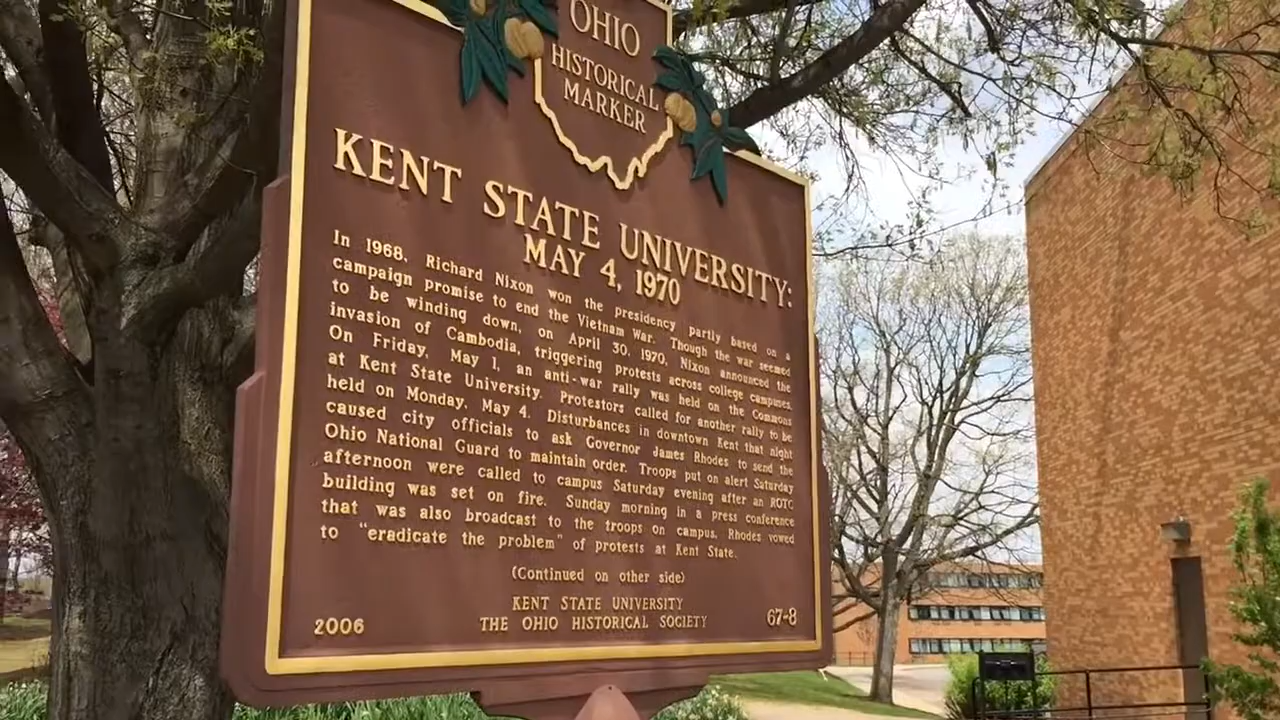 OHIO
HISTORICAL
MARKER
KENT STATE UNIVERSITY:
MAY 4, 1970
In 1968, Richard Nixon won the presidency partly based on a
campaign promise to end the Vietnam War. Though the war seemed
to be winding down, on April 30, 1970, Nixon announced the
invasion of Cambodia, triggering protests across college campuses.
On Friday, May 1, an anti-war rally was held on the Commons
at Kent State University. Protestors called for another rally to be
held on Monday, May 4. Disturbances in downtown Kent that night
caused city officials to ask Governor James Rhodes to send the
Ohio National Guard to maintain order. Troops put on alert Saturday
afternoon were called to campus Saturday evening after an ROTC
building was set on fire. Sunday morning in a press conference
that was also broadcast to the troops on campus, Rhodes vowed
to "eradicate the problem" of protests at Kent State.
(Continued on other side)
KENT STATE UNIVERSITY
THE OHIO HISTORICAL SOCIETY
2006
67-8